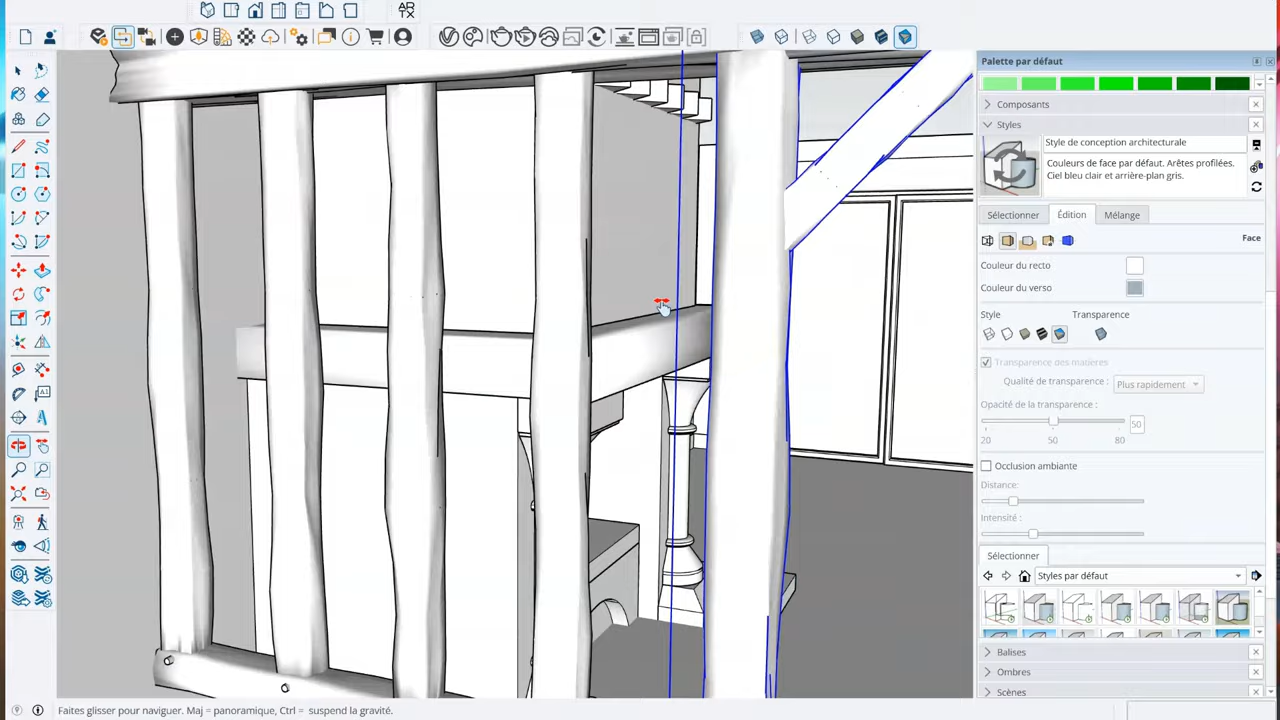 AR
Palette par défaut
Composants
Styles
Style de conception architecturale
Couleurs de face par défaut. Arêtes profilées.
Ciel bleu clair et arrière-plan gris.
Sélectionner
Édition
Mélange
Face
Couleur du recto
Couleur du verso
Style
Transparence
Transparence des matières
Qualité de transparence :
Plus rapidement
Opacité de la transparence :
50
20
50
80
Occlusion ambiante
Distance:
Intensité :
Sélectionner
Styles par défaut
Balises
Ombres
Scènes
Faites glisser pour naviguer. Maj = panoramique, Ctrl = suspend la gravité.